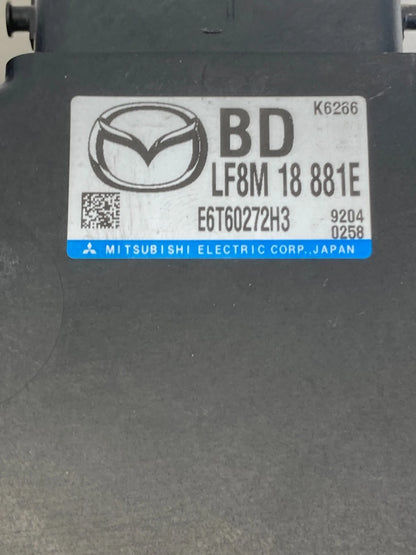 K6266
BD
LF8M 18 881E
E6T60272H3
9204
0258
MITSUBISHI ELECTRIC CORP.,JAPAN